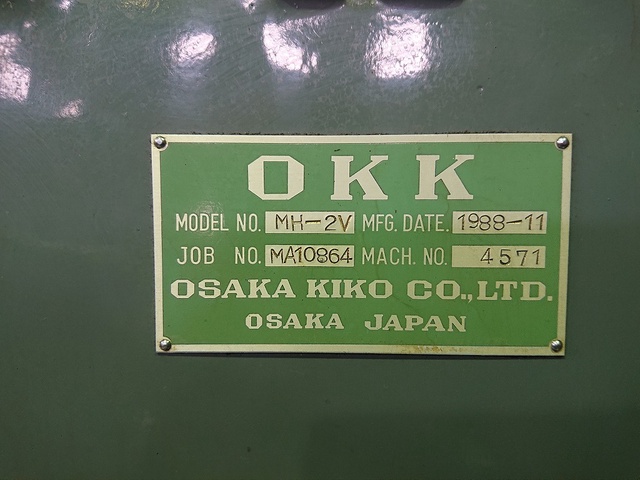 OKK
MODEL NO. MH-2V MFG. DATE. 1988-11
JOB NO. MA10864 MACH. NO. 4571
OSAKA KIKO CO., LTD.
OSAKA JAPAN